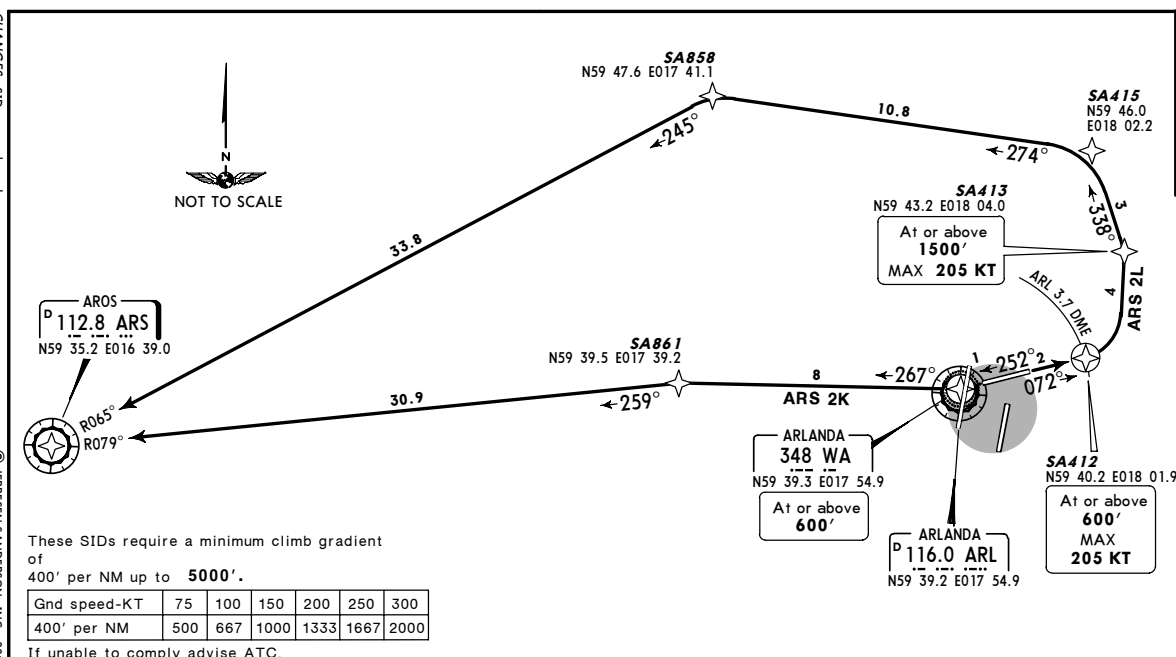 SA858
N59 47.6 E017 41.1
SA415
N59 46.0
E018 02.2
10.8
←245°
←274°
N
NOT TO SCALE
SA413
N59 43.2 E018 04.0
At or above
1500'
MAX 205 KT
3
←338°
33.8
ARL 3.7 DME
4
ARS 2L
AROS
D 112.8 ARS
N59 35.2 E016 39.0
SA861
N59 39.5 E017 39.2
R065°
R079°
30.9
←259°
8
ARS 2K
←267°
1
←252°
2
072°→
ARLANDA
348 WA
N59 39.3 E017 54.9
At or above
600'
ARLANDA
D 116.0 ARL
N59 39.2 E017 54.9
SA412
N59 40.2 E018 01.9
At or above
600'
MAX
205 KT
These SIDs require a minimum climb gradient
of
400' per NM up to 5000'.
Gnd speed-KT 75 100 150 200 250 300
400' per NM 500 667 1000 1333 1667 2000
If unable to comply advise ATC.